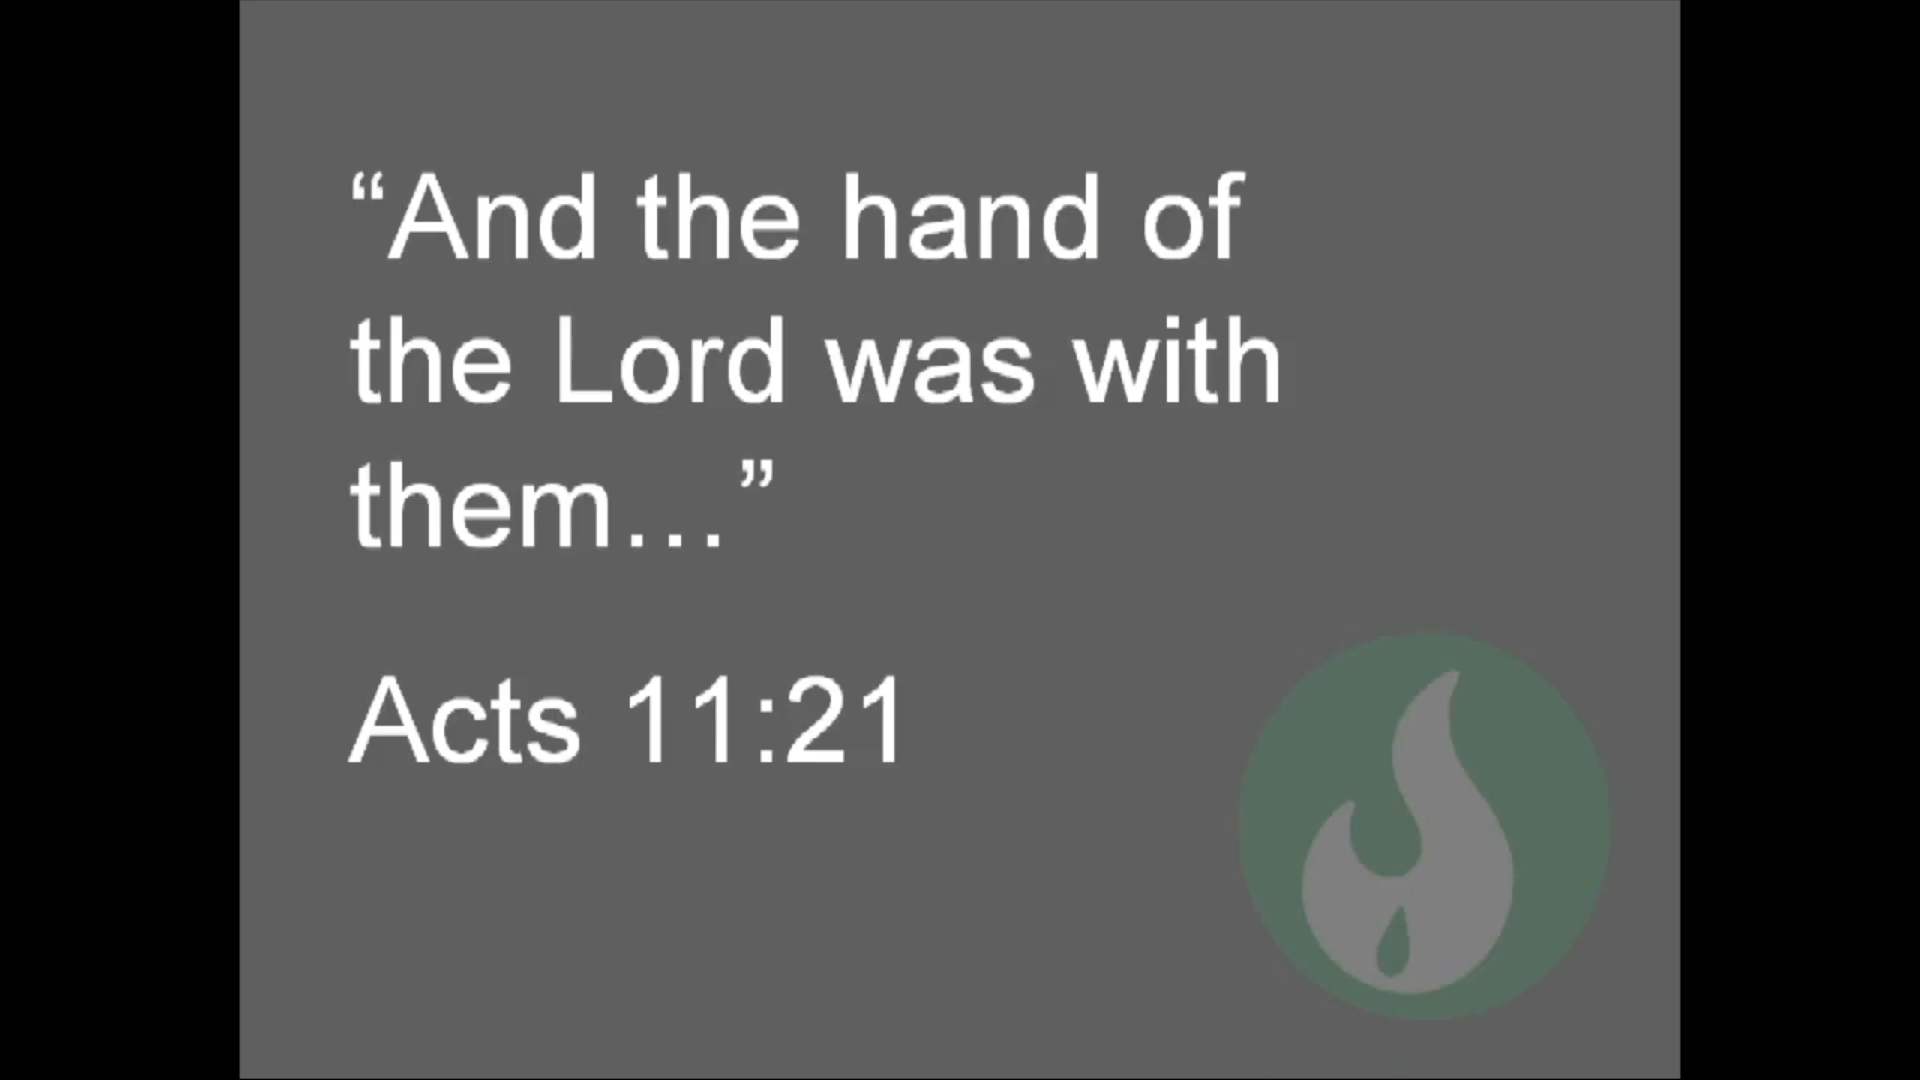 “And the hand of
the Lord was with
them…”
Acts 11:21